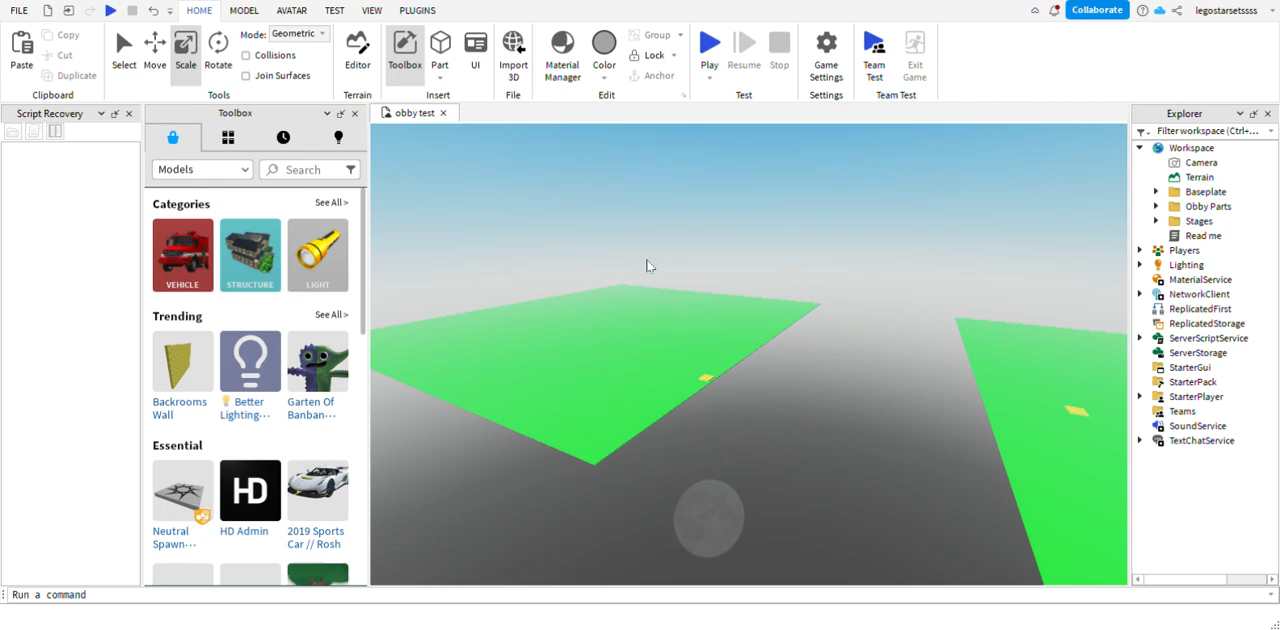 FILE HOME MODEL AVATAR TEST VIEW PLUGINS Collaborate legostarsetssss
Paste Copy Cut Duplicate Clipboard
Select Move Scale Rotate Mode: Geometric Collisions Join Surfaces Tools
Editor Terrain
Toolbox Part UI Insert
Import 3D File
Material Manager Color Group Lock Anchor Edit
Play Resume Stop Test
Game Settings Settings
Team Test Exit Game Team Test
Script Recovery
Toolbox
Models Search
Categories See All >
VEHICLE STRUCTURE LIGHT
Trending See All >
Backrooms Wall
Better Lighting···
Garten Of Banban···
Essential See All >
HD
Neutral Spawn···
HD Admin
2019 Sports Car // Rosh
obby test
Explorer
Filter workspace (Ctrl+...
Workspace
Camera
Terrain
Baseplate
Obby Parts
Stages
Read me
Players
Lighting
MaterialService
NetworkClient
ReplicatedFirst
ReplicatedStorage
ServerScriptService
ServerStorage
StarterGui
StarterPack
StarterPlayer
Teams
SoundService
TextChatService
Run a command